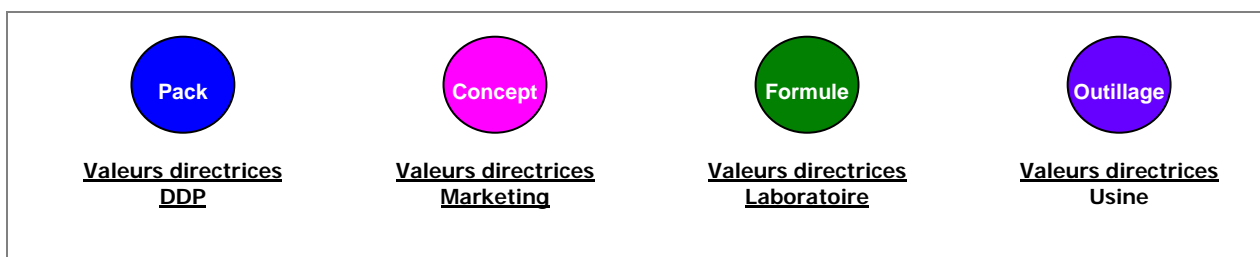 Pack
Concept
Formule
Outillage
Valeurs directrices
DDP
Valeurs directrices
Marketing
Valeurs directrices
Laboratoire
Valeurs directrices
Usine